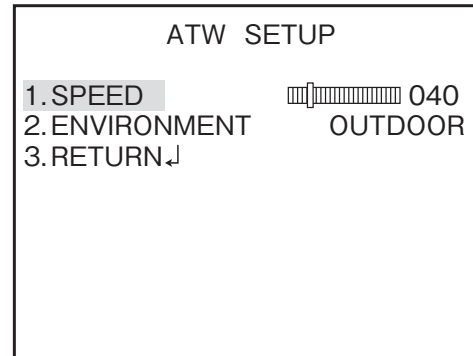 ATW SETUP
1.SPEED 040
2.ENVIRONMENT OUTDOOR
3.RETURN↲